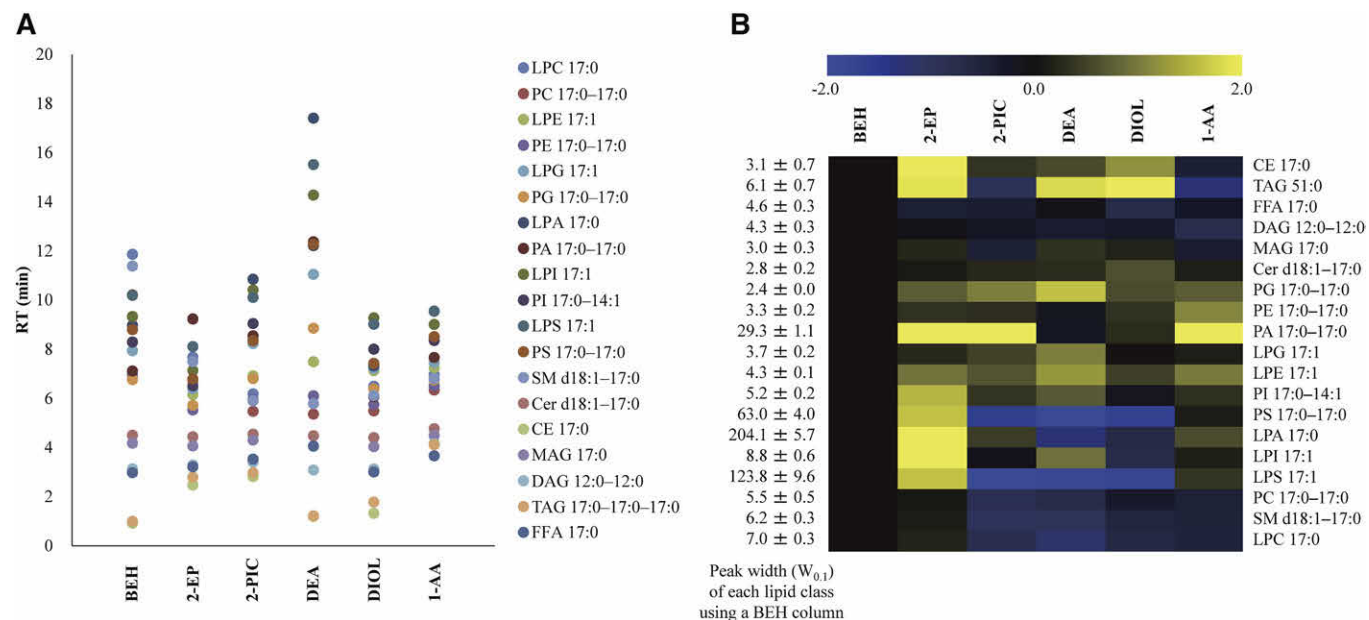 A
20
18
16
14
12
10
8
6
4
2
0
RT (min)
BEH
2-EP
2-PIC
DEA
DIOL
1-AA
LPC 17:0
PC 17:0–17:0
LPE 17:1
PE 17:0–17:0
LPG 17:1
PG 17:0–17:0
LPA 17:0
PA 17:0–17:0
LPI 17:1
PI 17:0–14:1
LPS 17:1
PS 17:0–17:0
SM d18:1–17:0
Cer d18:1–17:0
CE 17:0
MAG 17:0
DAG 12:0–12:0
TAG 17:0–17:0–17:0
FFA 17:0
B
-2.0 0.0 2.0
BEH
2-EP
2-PIC
DEA
DIOL
1-AA
3.1 ± 0.7 CE 17:0
6.1 ± 0.7 TAG 51:0
4.6 ± 0.3 FFA 17:0
4.3 ± 0.3 DAG 12:0–12:0
3.0 ± 0.3 MAG 17:0
2.8 ± 0.2 Cer d18:1–17:0
2.4 ± 0.0 PG 17:0–17:0
3.3 ± 0.2 PE 17:0–17:0
29.3 ± 1.1 PA 17:0–17:0
3.7 ± 0.2 LPG 17:1
4.3 ± 0.1 LPE 17:1
5.2 ± 0.2 PI 17:0–14:1
63.0 ± 4.0 PS 17:0–17:0
204.1 ± 5.7 LPA 17:0
8.8 ± 0.6 LPI 17:1
123.8 ± 9.6 LPS 17:1
5.5 ± 0.5 PC 17:0–17:0
6.2 ± 0.3 SM d18:1–17:0
7.0 ± 0.3 LPC 17:0
Peak width (W0.1)
of each lipid class
using a BEH column